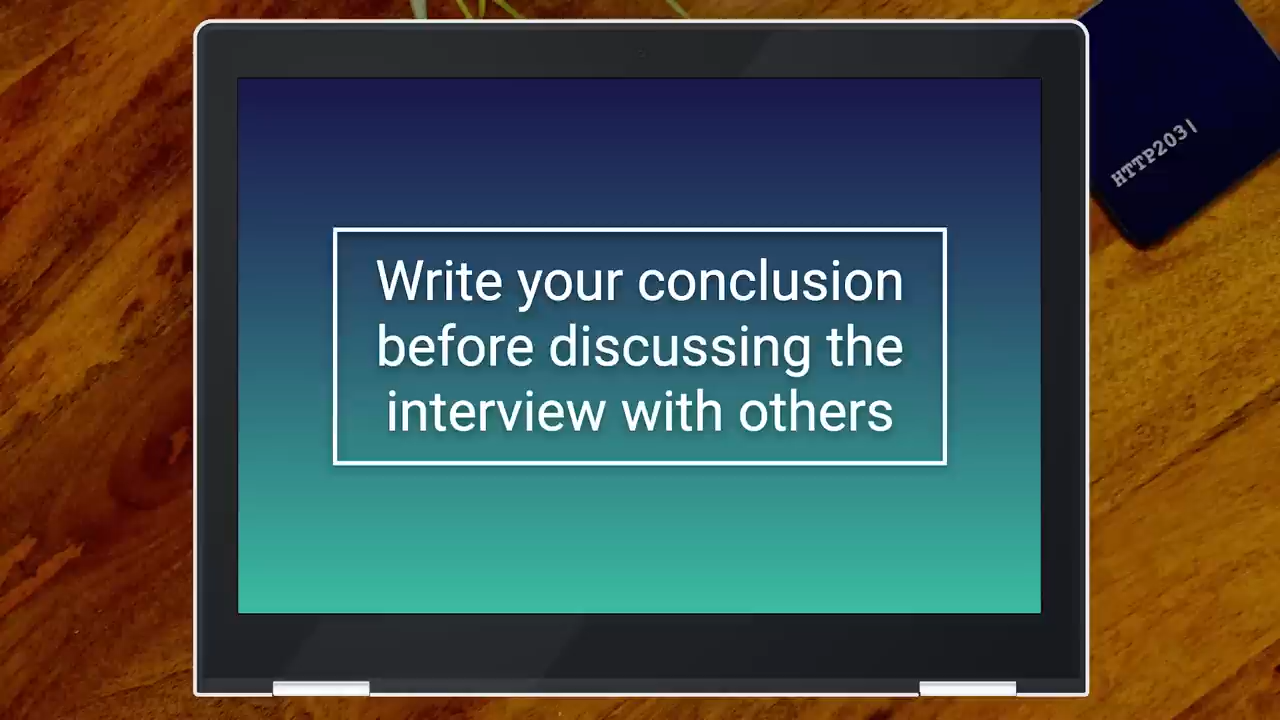 Write your conclusion
before discussing the
interview with others
HTTP203|